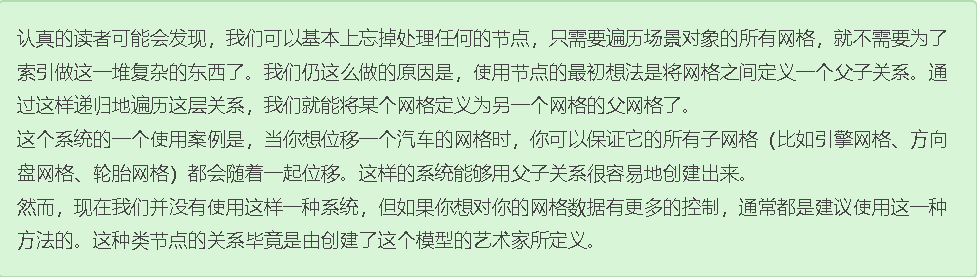 认真的读者可能会发现，我们可以基本上忘掉处理任何的节点，只需要遍历场景对象的所有网格，就不需要为了
索引做这一堆复杂的东西了。我们仍这么做的原因是，使用节点的最初想法是将网格之间定义一个父子关系。通
过这样递归地遍历这层关系，我们就能将某个网格定义为另一个网格的父网格了。
这个系统的一个使用案例是，当你想位移一个汽车的网格时，你可以保证它的所有子网格（比如引擎网格、方向
盘网格、轮胎网格）都会随着一起位移。这样的系统能够用父子关系很容易地创建出来。
然而，现在我们并没有使用这样一种系统，但如果你想对你的网格数据有更多的控制，通常都是建议使用这一种
方法的。这种类节点的关系毕竟是由创建了这个模型的艺术家所定义。